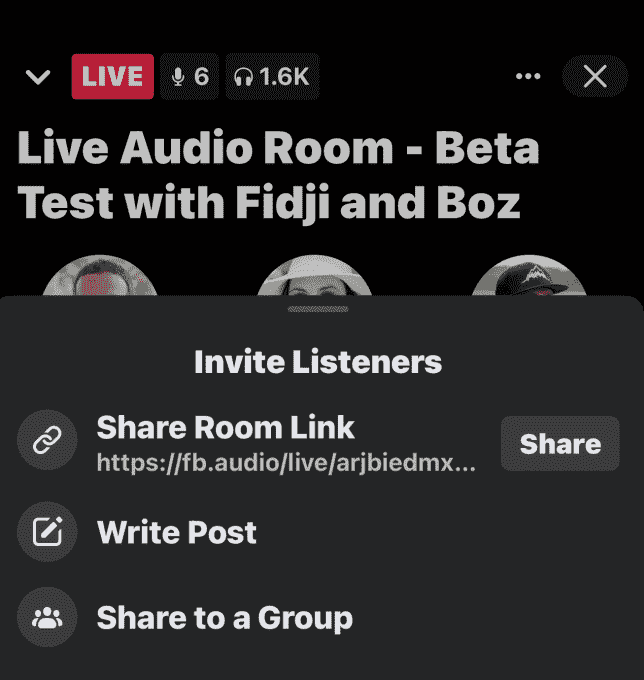 LIVE 6 1.6K
Live Audio Room - Beta
Test with Fidji and Boz
Invite Listeners
Share Room Link
https://fb.audio/live/arjbiedmx...
Share
Write Post
Share to a Group